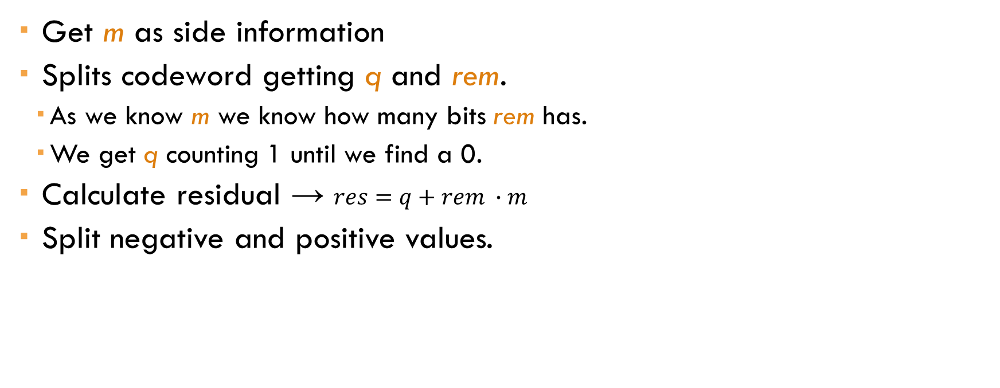 ▪ Get m as side information
▪ Splits codeword getting q and rem.
▪ As we know m we know how many bits rem has.
▪ We get q counting 1 until we find a 0.
▪ Calculate residual → res = q + rem · m
▪ Split negative and positive values.